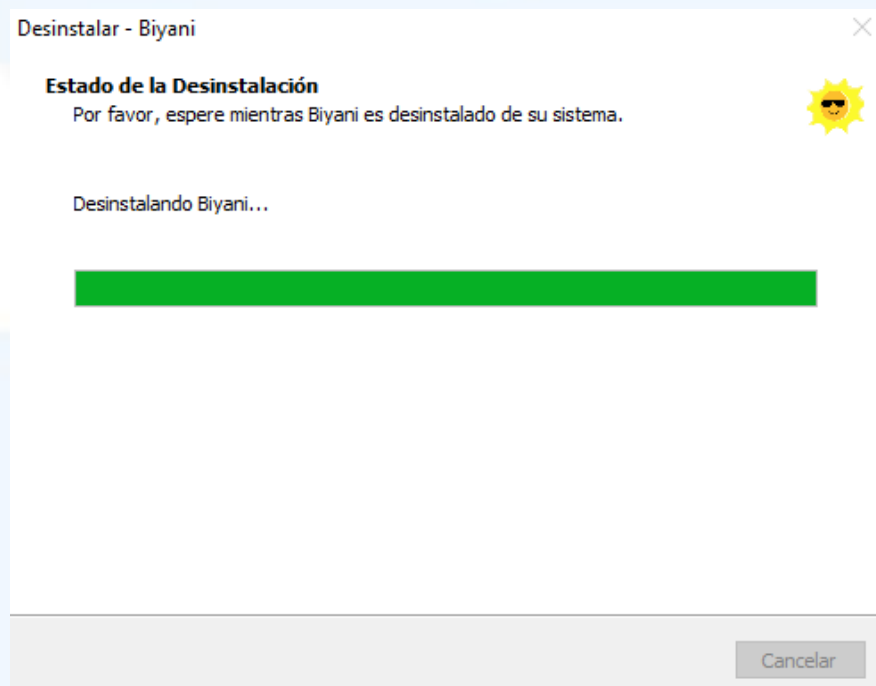 Desinstalar - Biyani
Estado de la Desinstalación
Por favor, espere mientras Biyani es desinstalado de su sistema.
Desinstalando Biyani...
Cancelar